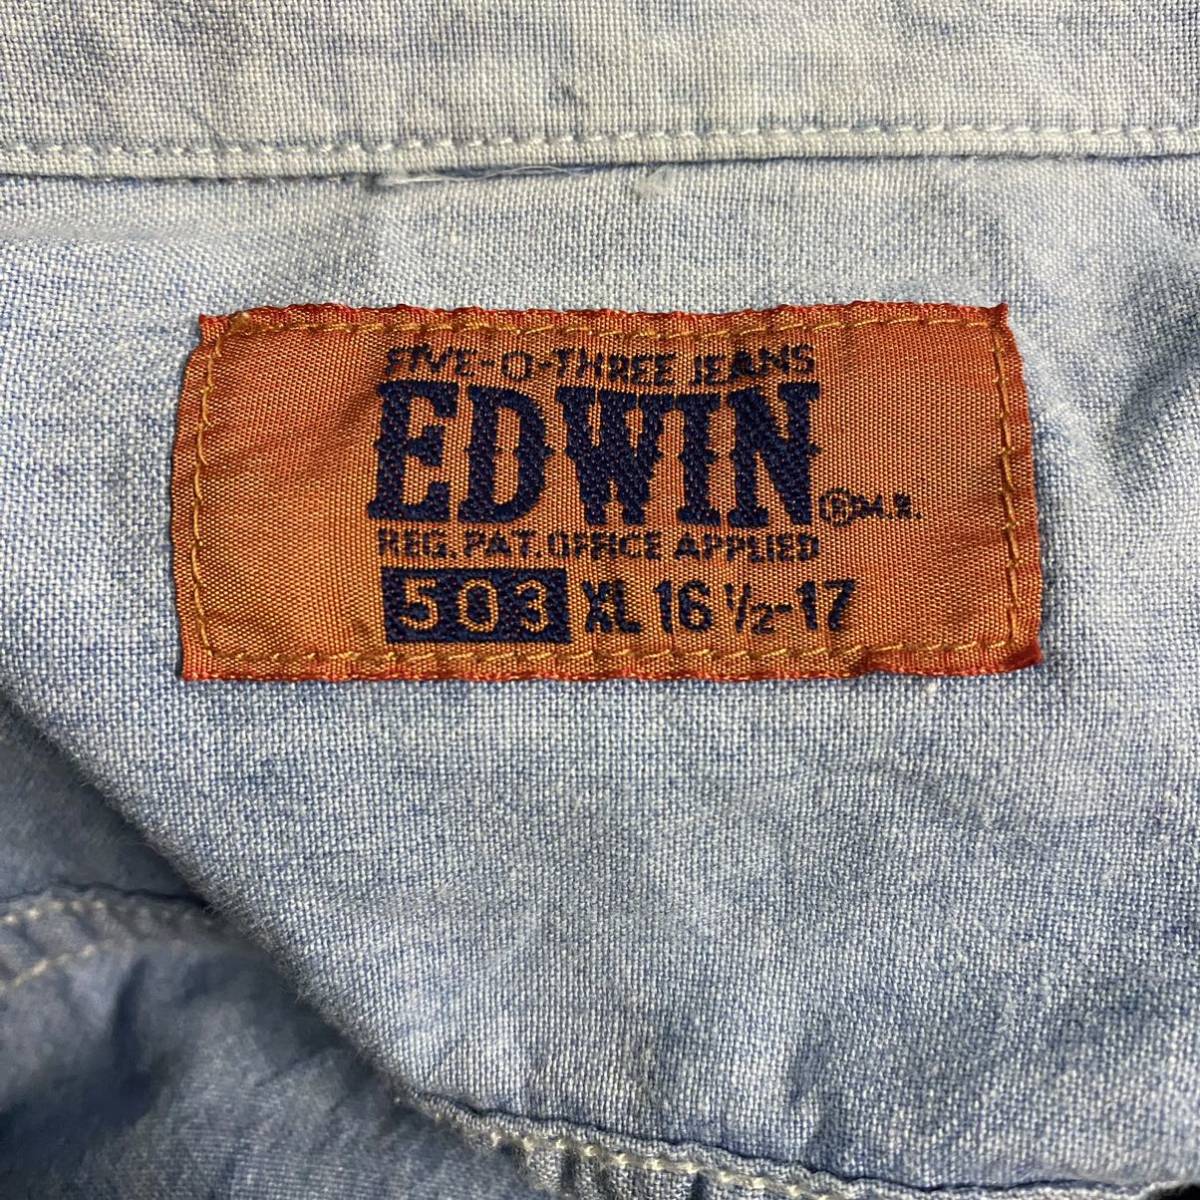 FIVE-O-THREE JEANS
EDWIN ® M.R.
REG. PAT. OFFICE APPLIED
503 XL 16 1/2-17